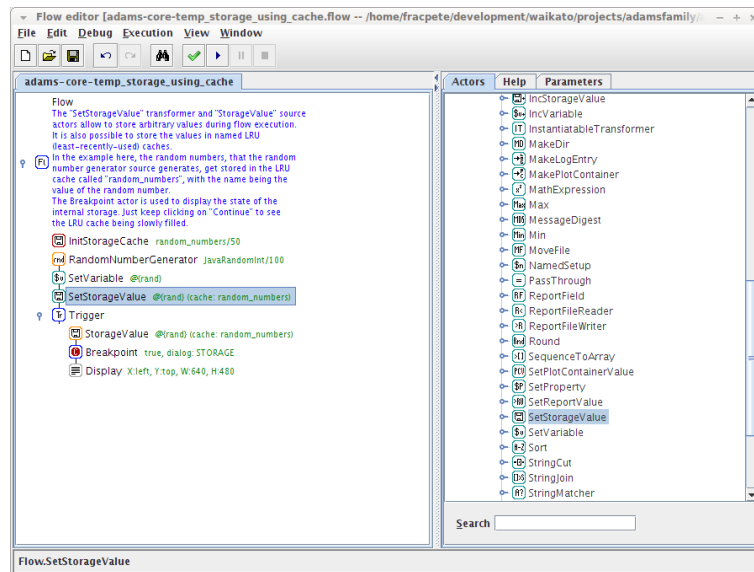 Flow editor [adams-core-temp_storage_using_cache.flow -- /home/fracpete/development/waikato/projects/adamsfamily/
File Edit Debug Execution View Window
adams-core-temp_storage_using_cache
Flow
The "SetStorageValue" transformer and "StorageValue" source
actors allow to store arbitrary values during flow execution.
It is also possible to store the values in named LRU
(least-recently-used) caches.
In the example here, the random numbers, that the random
number generator source generates, get stored in the LRU
cache called "random_numbers", with the name being the
value of the random number.
The Breakpoint actor is used to display the state of the
internal storage. Just keep clicking on "Continue" to see
the LRU cache being slowly filled.
InitStorageCache random_numbers/50
RandomNumberGenerator JavaRandomInt/100
SetVariable @{rand}
SetStorageValue @{rand} (cache: random_numbers)
Trigger
StorageValue @{rand} (cache: random_numbers)
Breakpoint true, dialog: STORAGE
Display X:left, Y:top, W:640, H:480
Actors Help Parameters
IncStorageValue
IncVariable
InstantiatableTransformer
MakeDir
MakeLogEntry
MakePlotContainer
MathExpression
Max
MessageDigest
Min
MoveFile
NamedSetup
PassThrough
ReportField
ReportFileReader
ReportFileWriter
Round
SequenceToArray
SetPlotContainerValue
SetProperty
SetReportValue
SetStorageValue
SetVariable
Sort
StringCut
StringJoin
StringMatcher
Search
Flow.SetStorageValue